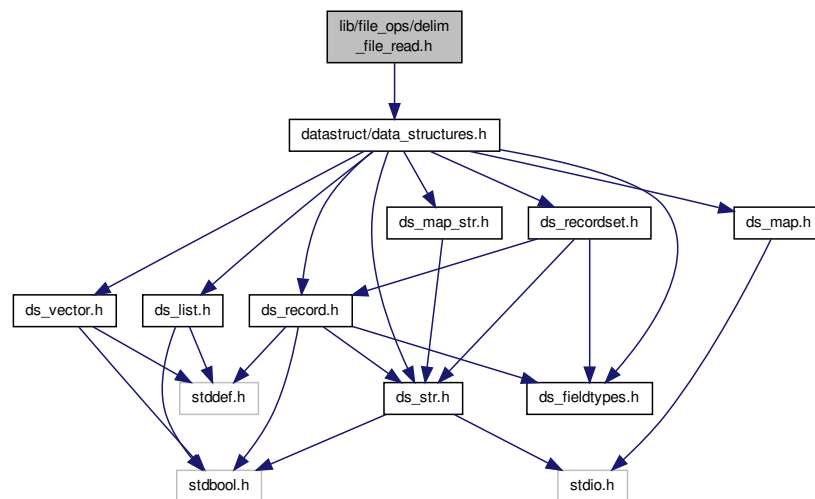 lib/file_ops/delim
_file_read.h
datastruct/data_structures.h
ds_map_str.h
ds_recordset.h
ds_map.h
ds_vector.h
ds_list.h
ds_record.h
stddef.h
ds_str.h
ds_fieldtypes.h
stdbool.h
stdio.h